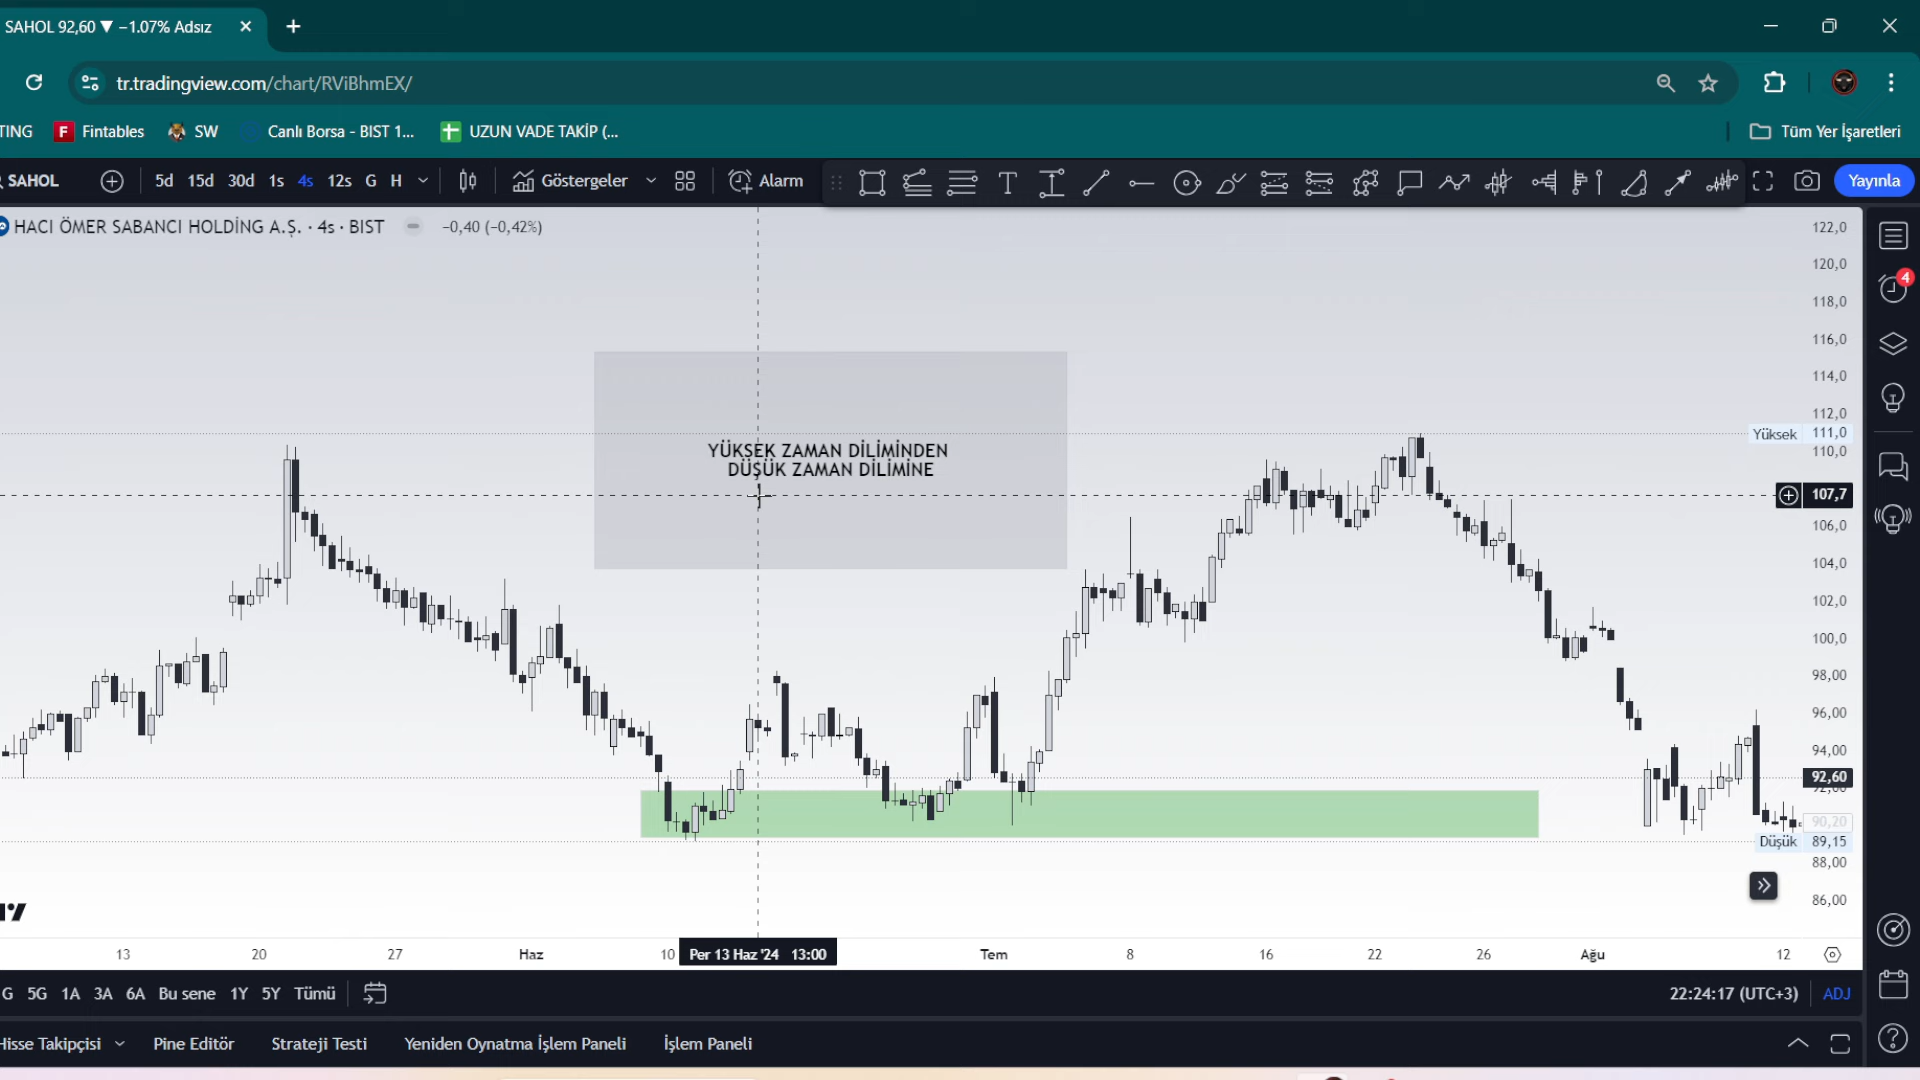 SAHOL 92,60 ▼ −1.07% Adsız
tr.tradingview.com/chart/RViBhmEX/
TING Fintables SW Canlı Borsa - BIST 1... UZUN VADE TAKİP (... Tüm Yer İşaretleri
SAHOL 5d 15d 30d 1s 4s 12s G H Göstergeler Alarm Yayınla
HACI ÖMER SABANCI HOLDİNG A.Ş. · 4s · BIST −0,40 (−0,42%)
122,0
120,0
4
118,0
116,0
114,0
112,0
Yüksek 111,0
YÜKSEK ZAMAN DİLİMİNDEN
110,0
DÜŞÜK ZAMAN DİLİMİNE
107,7
106,0
104,0
102,0
100,0
98,00
96,00
94,00
92,60
92,00
90,20
Düşük 89,15
88,00
86,00
13 20 27 Haz 10 Per 13 Haz '24 13:00 Tem 8 16 22 26 Ağu 12
G 5G 1A 3A 6A Bu sene 1Y 5Y Tümü 22:24:17 (UTC+3) ADJ
Hisse Takipçisi Pine Editör Strateji Testi Yeniden Oynatma İşlem Paneli İşlem Paneli